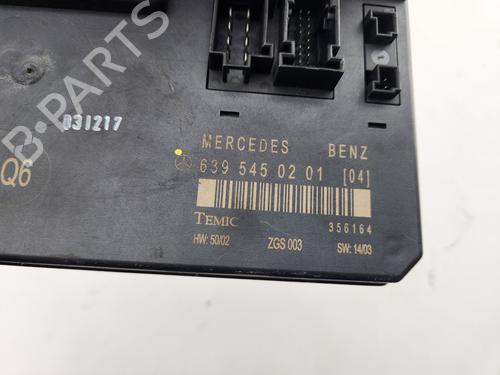 B-PARTS
031217
Q6
MERCEDES BENZ
639 545 02 01 [04]
TEMIC
356164
HW: 50/02 ZGS 003 SW: 14/03